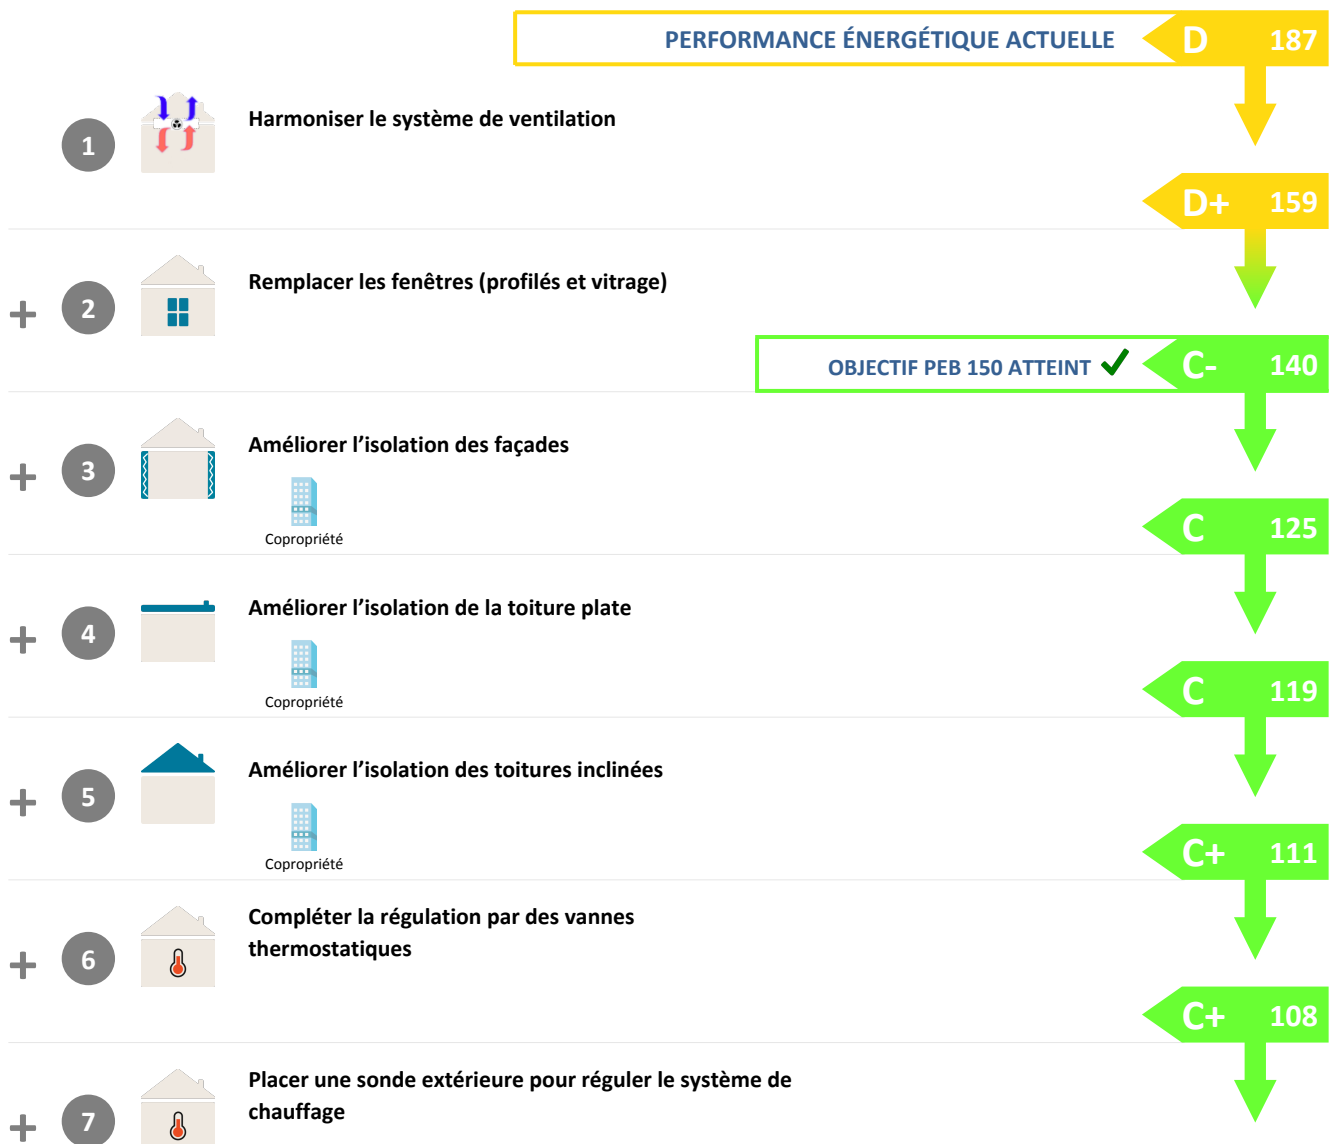 PERFORMANCE ÉNERGÉTIQUE ACTUELLE D 187
1 Harmoniser le système de ventilation
D+ 159
+ 2 Remplacer les fenêtres (profilés et vitrage)
OBJECTIF PEB 150 ATTEINT ✔ C- 140
+ 3 Améliorer l’isolation des façades
Copropriété
C 125
+ 4 Améliorer l’isolation de la toiture plate
Copropriété
C 119
+ 5 Améliorer l’isolation des toitures inclinées
Copropriété
C+ 111
+ 6 Compléter la régulation par des vannes
thermostatiques
C+ 108
+ 7 Placer une sonde extérieure pour réguler le système de
chauffage